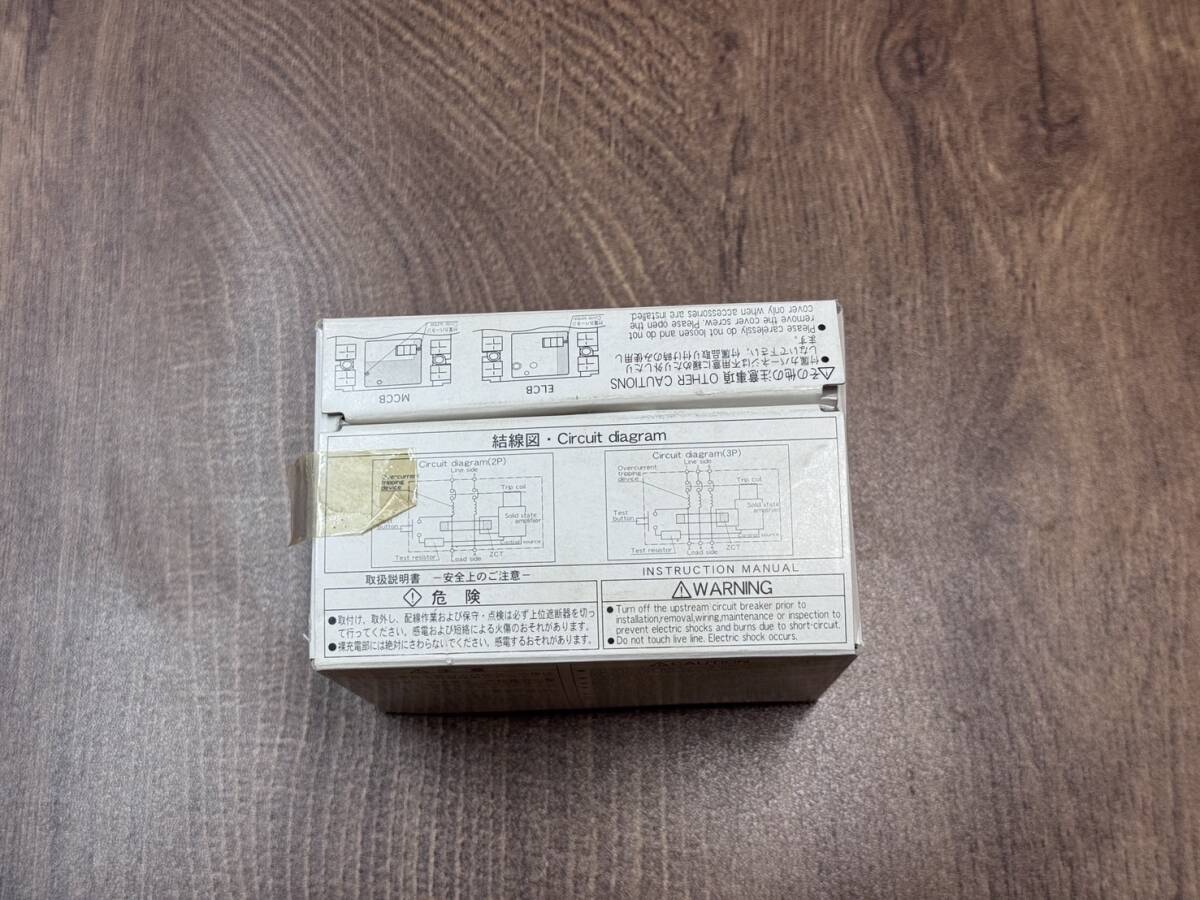 その他の注意事項 OTHER CAUTIONS
●付属カバーネジは不用意に緩めたり外したり
しないで下さい。付属品取り付け時のみ使用し
ます。
●Please carelessly do not loosen and do not
remove the cover screw. Please open the
cover only when accessories are installed.
ELCB
MCCB
結線図・Circuit diagram
Circuit diagram(2P)
Line side
Overcurrent
tripping
device
Trip coil
Solid state
amplifier
button
Control source
Test resistor
Load side
ZCT
Circuit diagram(3P)
Line side
Overcurrent
tripping
device
Trip coil
Test
button
Solid state
amplifier
Control source
Test resistor
Load side
ZCT
取扱説明書 −安全上のご注意−
INSTRUCTION MANUAL
危 険
●取付け、取外し、配線作業および保守・点検は必ず上位遮断器を切っ
て行ってください。感電および短絡による火傷のおそれがあります。
●裸充電部には絶対にさわらないでください。感電するおそれがあります。
WARNING
●Turn off the upstream circuit breaker prior to
installation,removal,wiring,maintenance or inspection to
prevent electric shocks and burns due to short-circuit.
●Do not touch live line. Electric shock occurs.
CAUTION